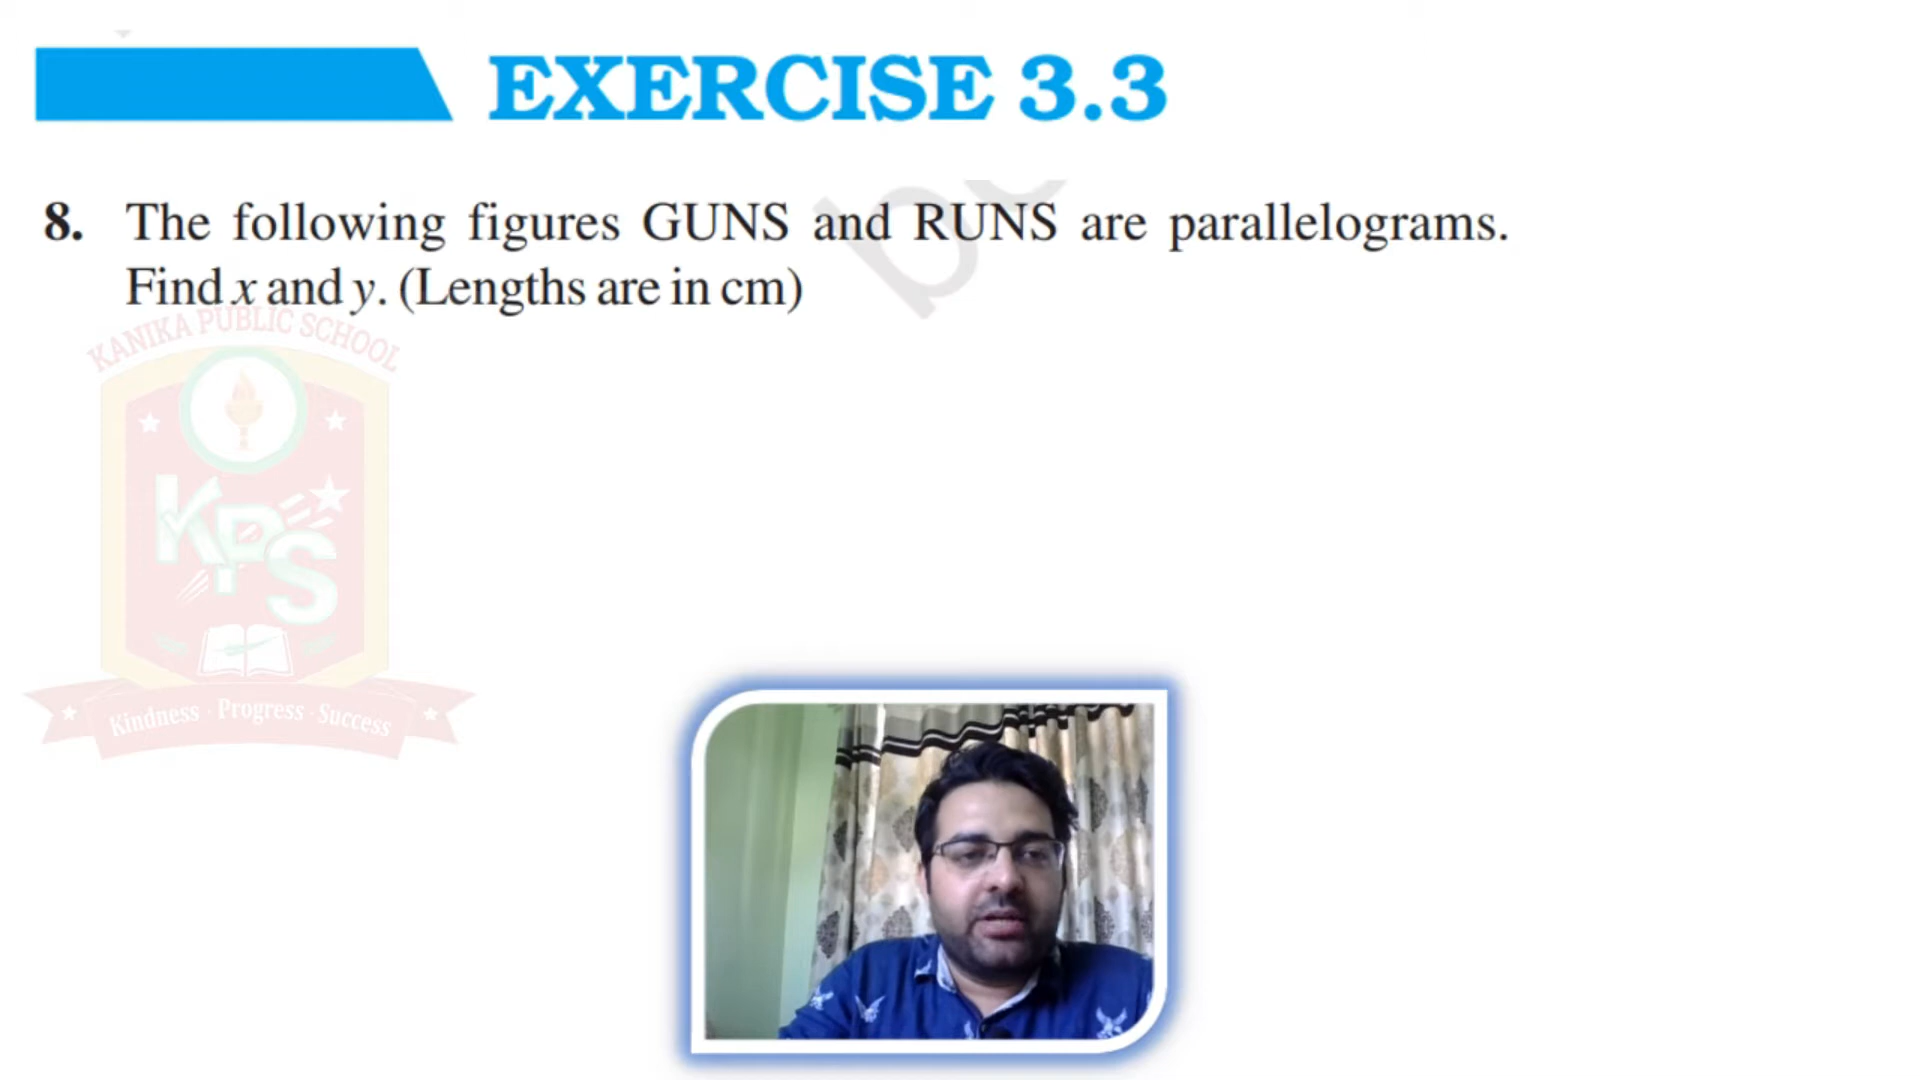 EXERCISE 3.3
8. The following figures GUNS and RUNS are parallelograms.
Find x and y. (Lengths are in cm)
KANIKA PUBLIC SCHOOL
KPS
Kindness · Progress · Success